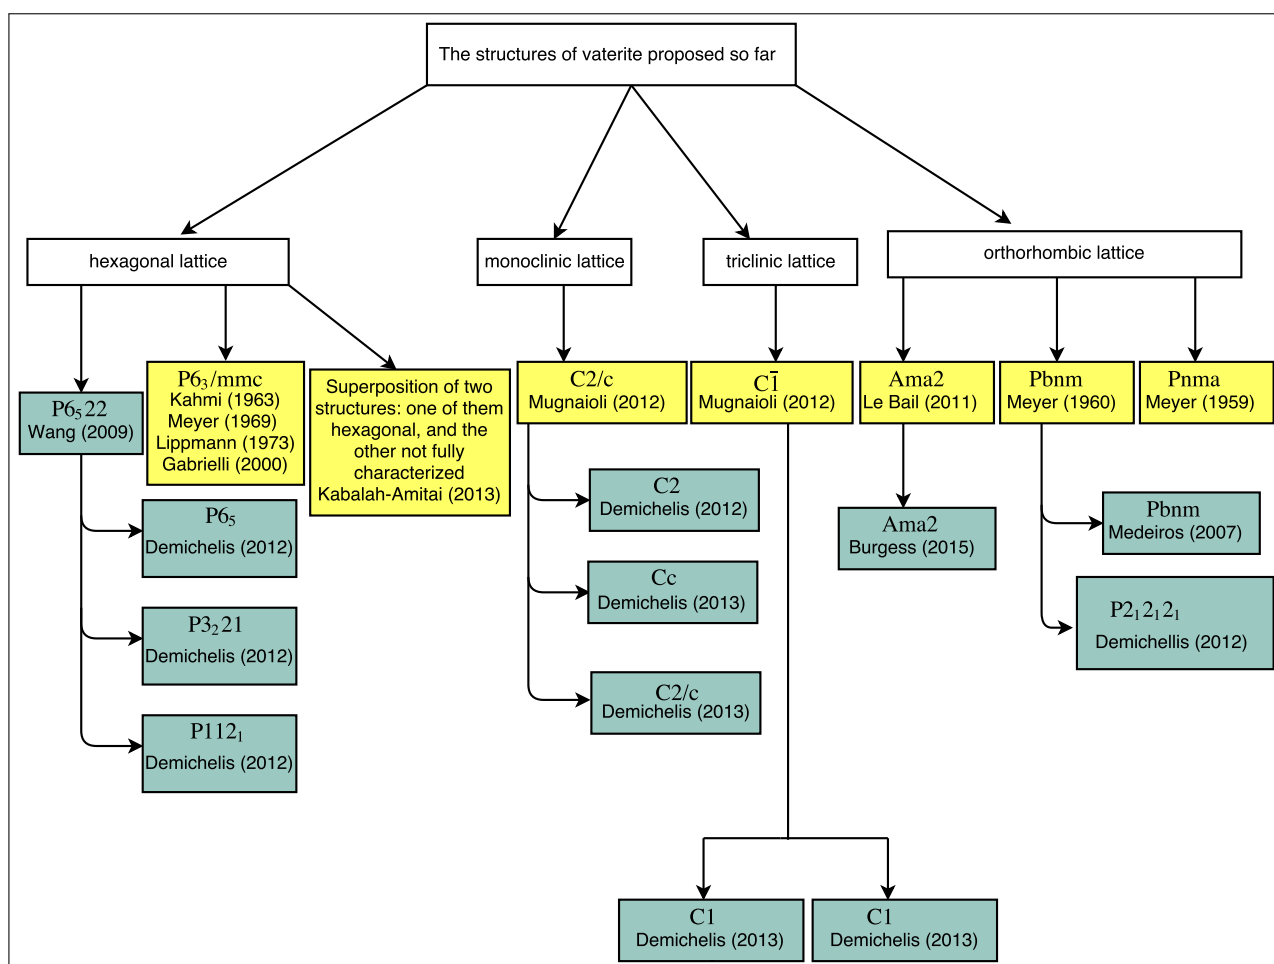 The structures of vaterite proposed so far
hexagonal lattice
monoclinic lattice
triclinic lattice
orthorhombic lattice
P6₅22
Wang (2009)
P6₃/mmc
Kahmi (1963)
Meyer (1969)
Lippmann (1973)
Gabrielli (2000)
Superposition of two
structures: one of them
hexagonal, and the
other not fully
characterized
Kabalah-Amitai (2013)
C2/c
Mugnaioli (2012)
C1̅
Mugnaioli (2012)
Ama2
Le Bail (2011)
Pbnm
Meyer (1960)
Pnma
Meyer (1959)
P6₅
Demichelis (2012)
P3₂21
Demichelis (2012)
P112₁
Demichelis (2012)
C2
Demichelis (2012)
Cc
Demichelis (2013)
C2/c
Demichelis (2013)
Ama2
Burgess (2015)
Pbnm
Medeiros (2007)
P2₁2₁2₁
Demichellis (2012)
C1
Demichelis (2013)
C1
Demichelis (2013)